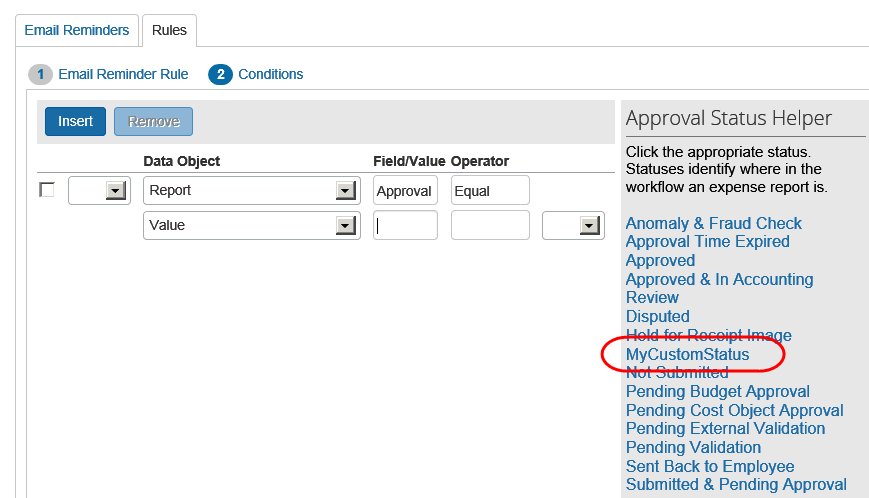 Email Reminders Rules
1 Email Reminder Rule 2 Conditions
Insert Remove
Data Object Field/Value Operator
Report Approval Equal
Value
Approval Status Helper
Click the appropriate status.
Statuses identify where in the
workflow an expense report is.
Anomaly & Fraud Check
Approval Time Expired
Approved
Approved & In Accounting
Review
Disputed
Hold for Receipt Image
MyCustomStatus
Not Submitted
Pending Budget Approval
Pending Cost Object Approval
Pending External Validation
Pending Validation
Sent Back to Employee
Submitted & Pending Approval